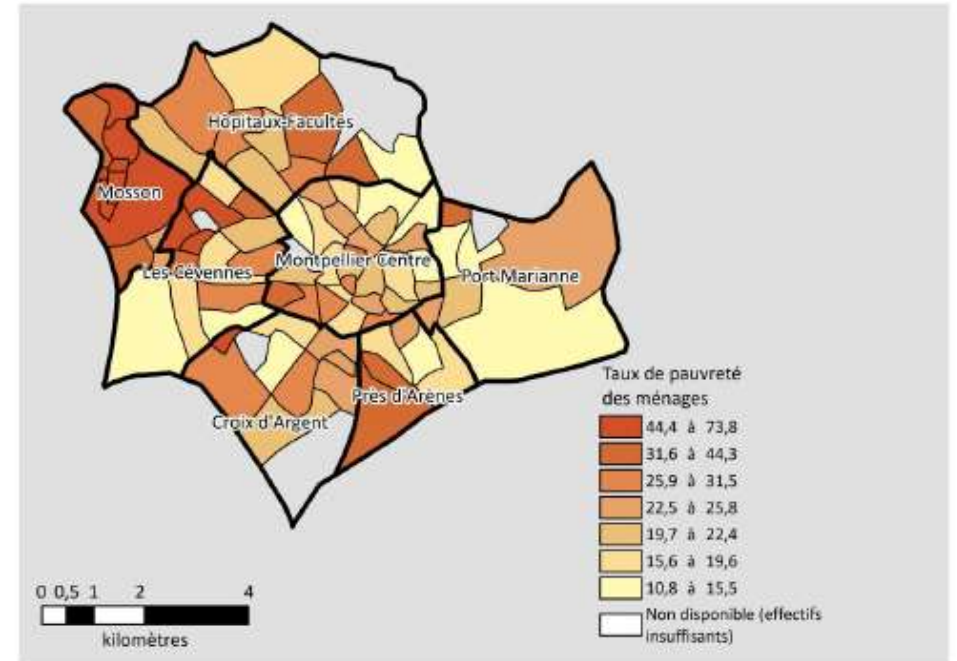 Hôpitaux-Facultés
Mosson
Les Cévennes
Montpellier Centre
Port Marianne
Près d'Arènes
Croix d'Argent
Taux de pauvreté
des ménages
44,4 à 73,8
31,6 à 44,3
25,9 à 31,5
22,5 à 25,8
19,7 à 22,4
15,6 à 19,6
10,8 à 15,5
Non disponible (effectifs
insuffisants)
0 0,5 1 2 4
kilomètres